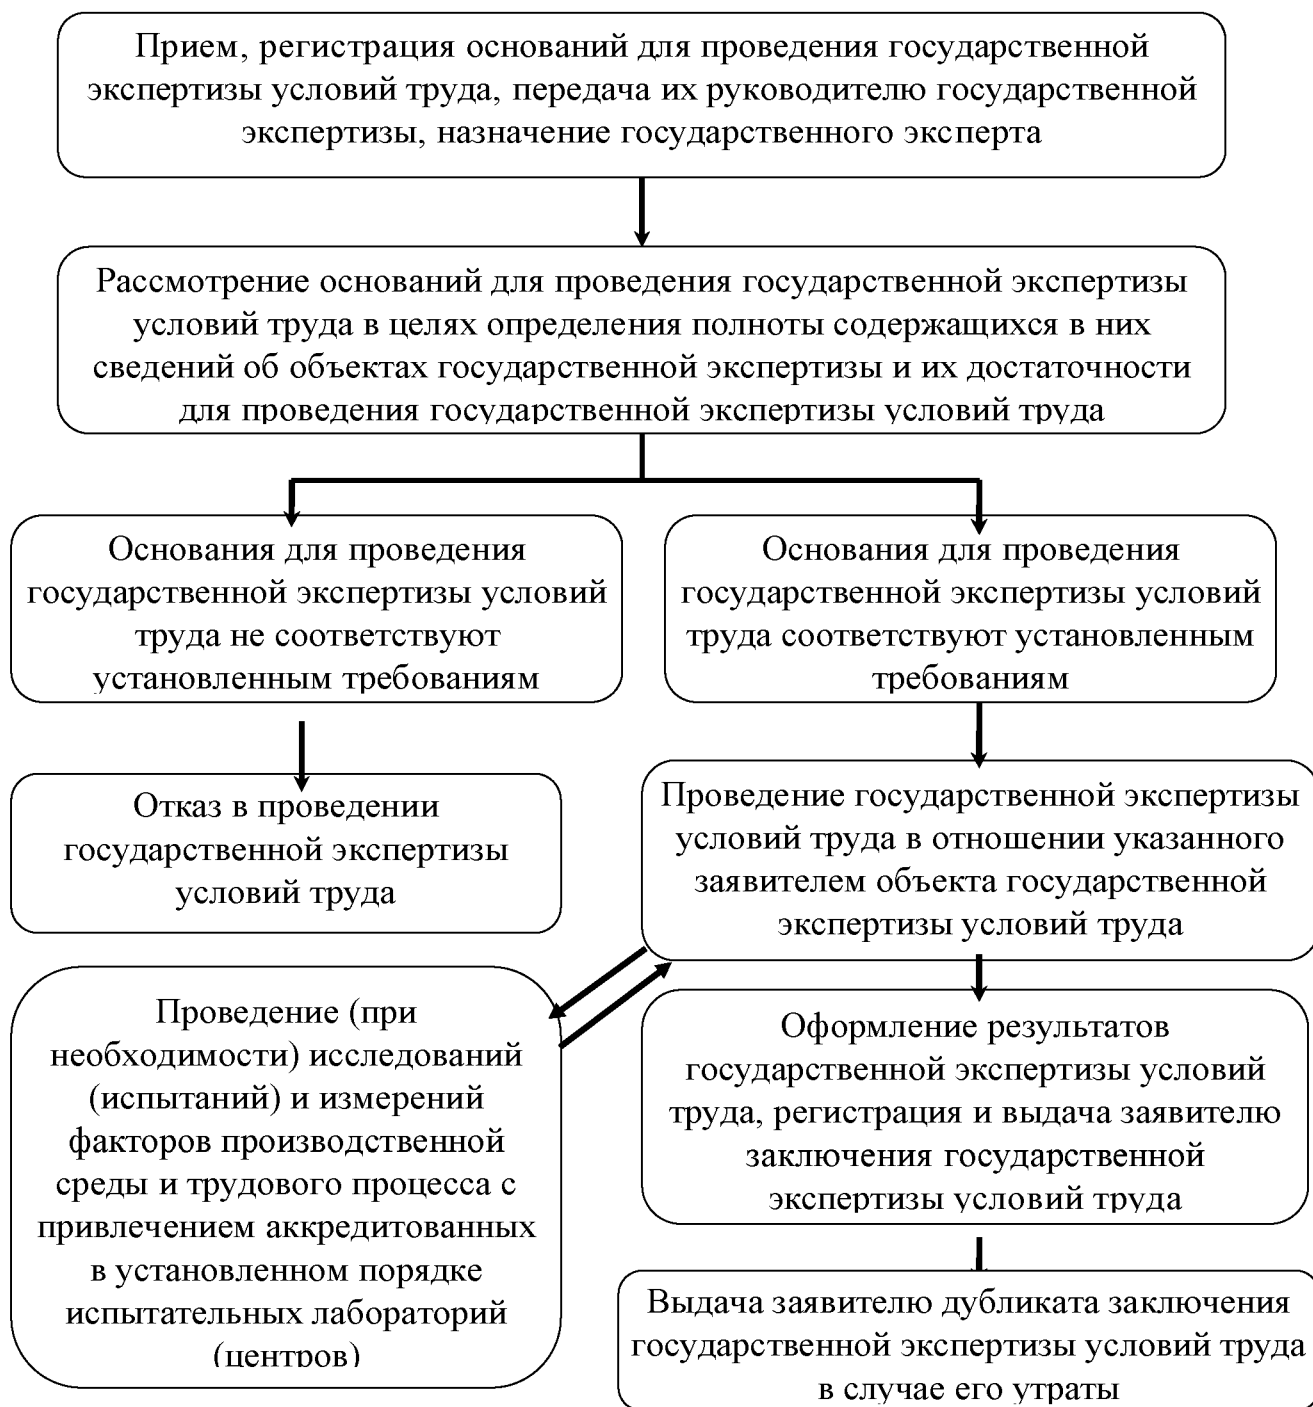 Прием, регистрация оснований для проведения государственной
экспертизы условий труда, передача их руководителю государственной
экспертизы, назначение государственного эксперта
Рассмотрение оснований для проведения государственной экспертизы
условий труда в целях определения полноты содержащихся в них
сведений об объектах государственной экспертизы и их достаточности
для проведения государственной экспертизы условий труда
Основания для проведения
государственной экспертизы условий
труда не соответствуют
установленным требованиям
Основания для проведения
государственной экспертизы условий
труда соответствуют установленным
требованиям
Отказ в проведении
государственной экспертизы
условий труда
Проведение государственной экспертизы
условий труда в отношении указанного
заявителем объекта государственной
экспертизы условий труда
Проведение (при
необходимости) исследований
(испытаний) и измерений
факторов производственной
среды и трудового процесса с
привлечением аккредитованных
в установленном порядке
испытательных лабораторий
(центров)
Оформление результатов
государственной экспертизы условий
труда, регистрация и выдача заявителю
заключения государственной
экспертизы условий труда
Выдача заявителю дубликата заключения
государственной экспертизы условий труда
в случае его утраты